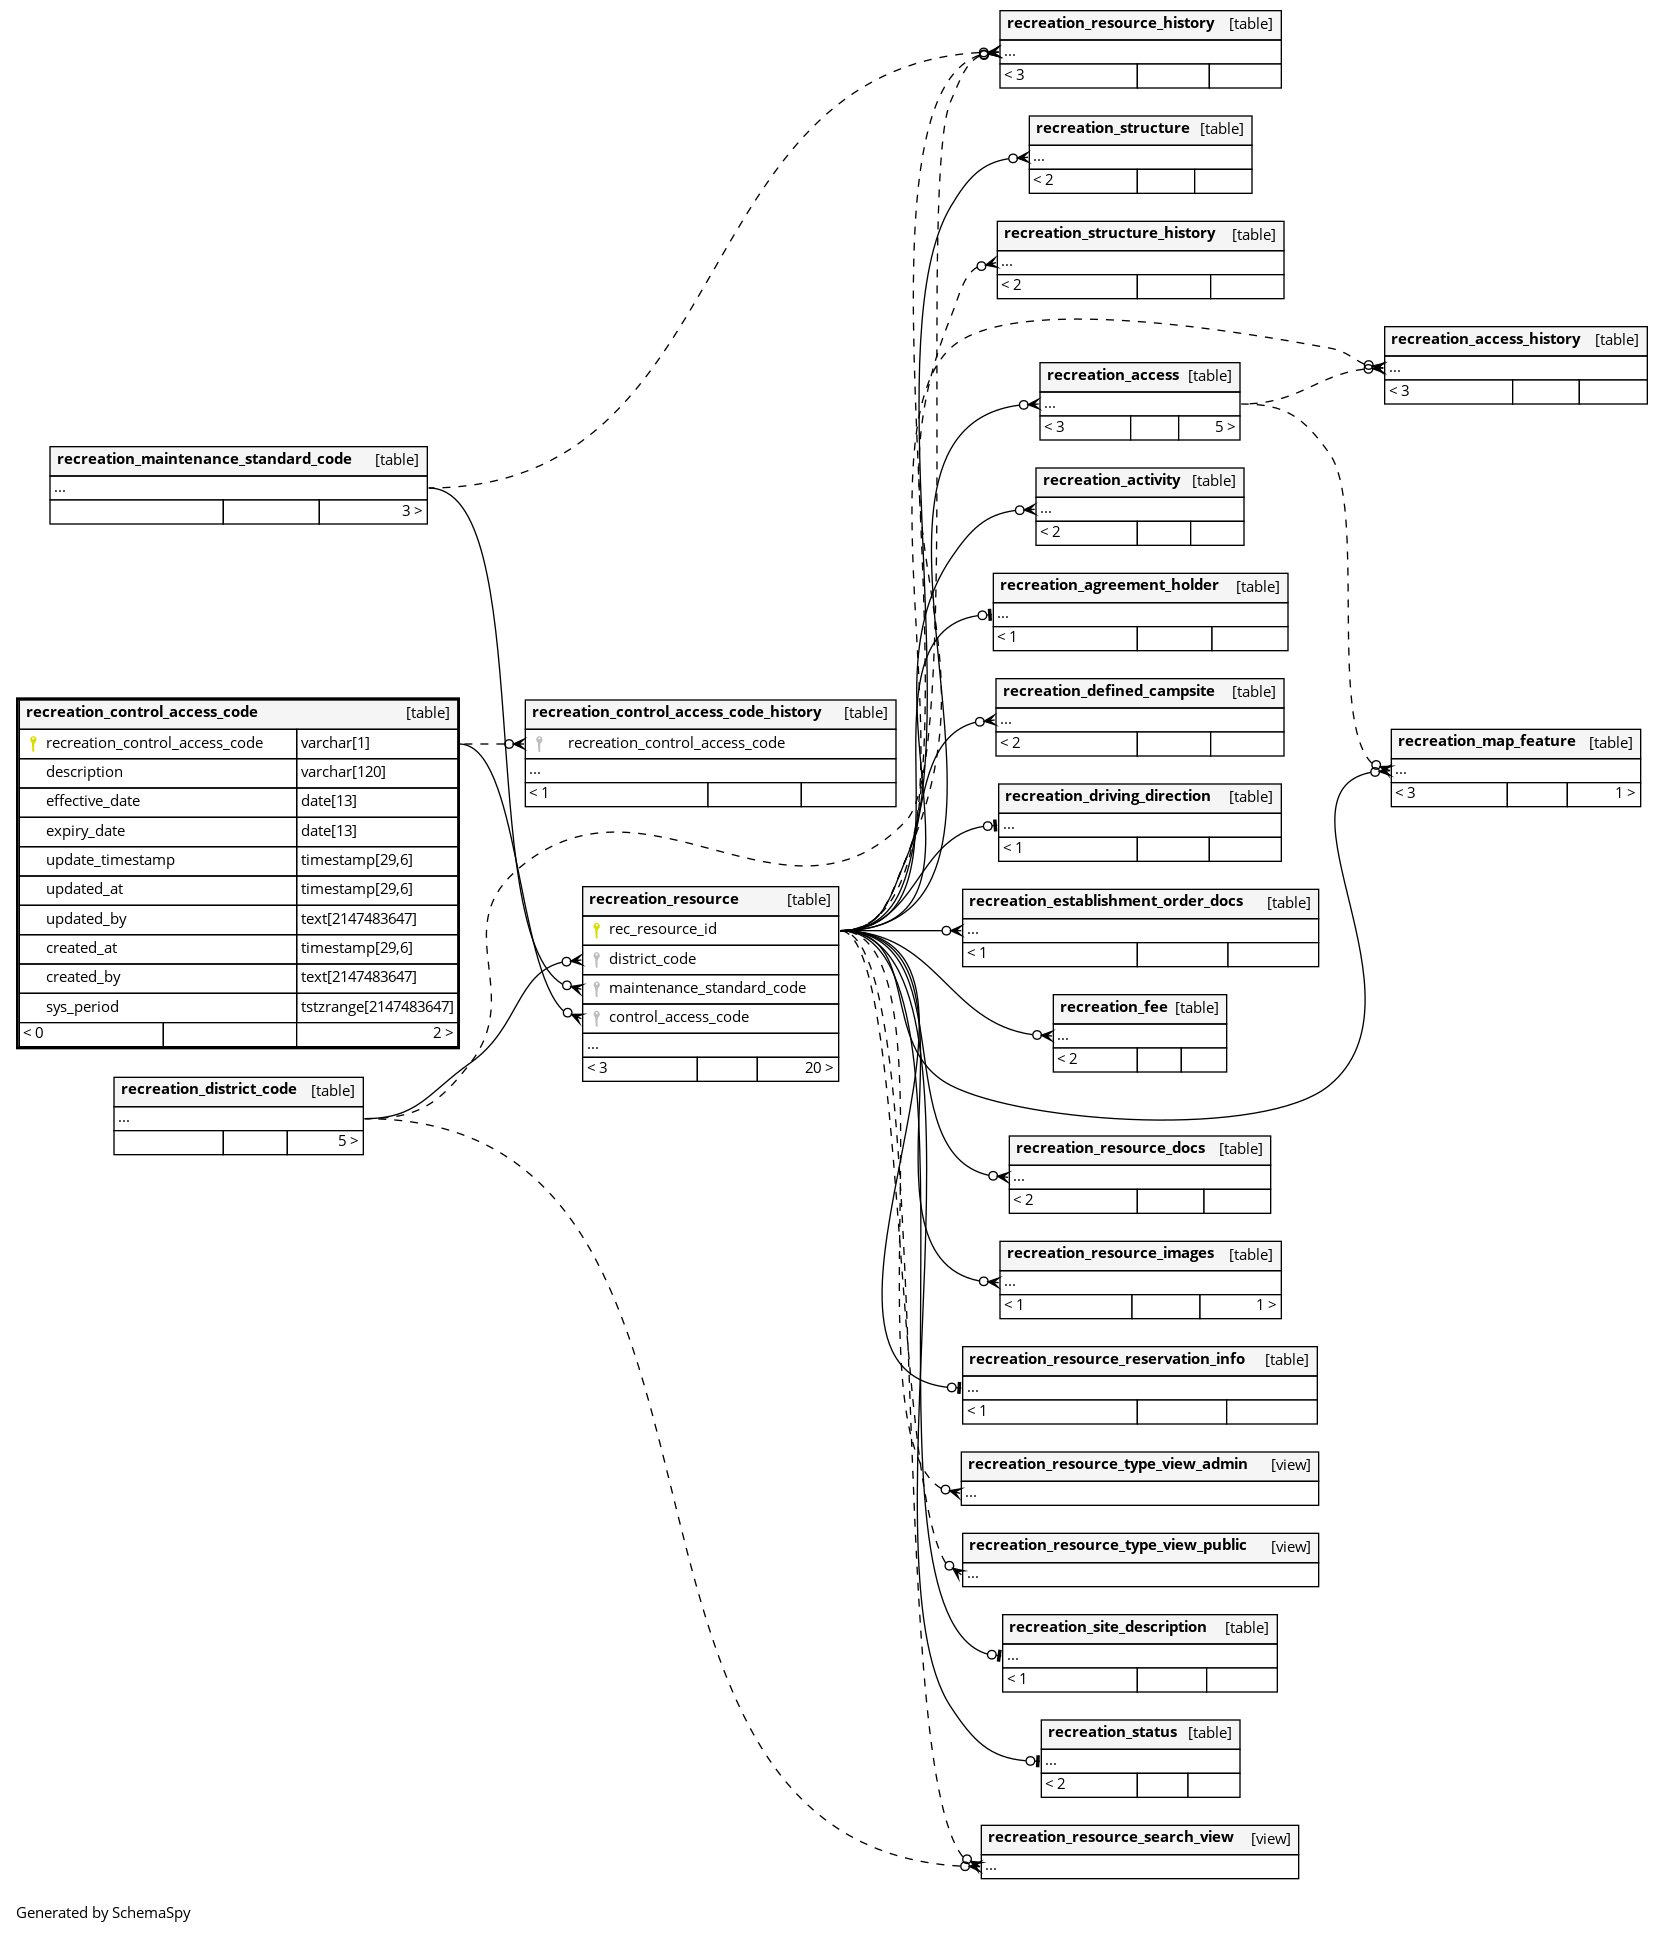 recreation_resource_history [table]
...
< 3
recreation_structure [table]
...
< 2
recreation_structure_history [table]
...
< 2
recreation_access_history [table]
...
< 3
recreation_access [table]
...
< 3 5 >
recreation_maintenance_standard_code [table]
...
3 >
recreation_activity [table]
...
< 2
recreation_agreement_holder [table]
...
< 1
recreation_defined_campsite [table]
...
< 2
recreation_control_access_code [table]
recreation_control_access_code varchar[1]
description varchar[120]
effective_date date[13]
expiry_date date[13]
update_timestamp timestamp[29,6]
updated_at timestamp[29,6]
updated_by text[2147483647]
created_at timestamp[29,6]
created_by text[2147483647]
sys_period tstzrange[2147483647]
< 0 2 >
recreation_control_access_code_history [table]
recreation_control_access_code
...
< 1
recreation_map_feature [table]
...
< 3 1 >
recreation_driving_direction [table]
...
< 1
recreation_resource [table]
rec_resource_id
district_code
maintenance_standard_code
control_access_code
...
< 3 20 >
recreation_establishment_order_docs [table]
...
< 1
recreation_fee [table]
...
< 2
recreation_district_code [table]
...
5 >
recreation_resource_docs [table]
...
< 2
recreation_resource_images [table]
...
< 1 1 >
recreation_resource_reservation_info [table]
...
< 1
recreation_resource_type_view_admin [view]
...
recreation_resource_type_view_public [view]
...
recreation_site_description [table]
...
< 1
recreation_status [table]
...
< 2
recreation_resource_search_view [view]
...
Generated by SchemaSpy